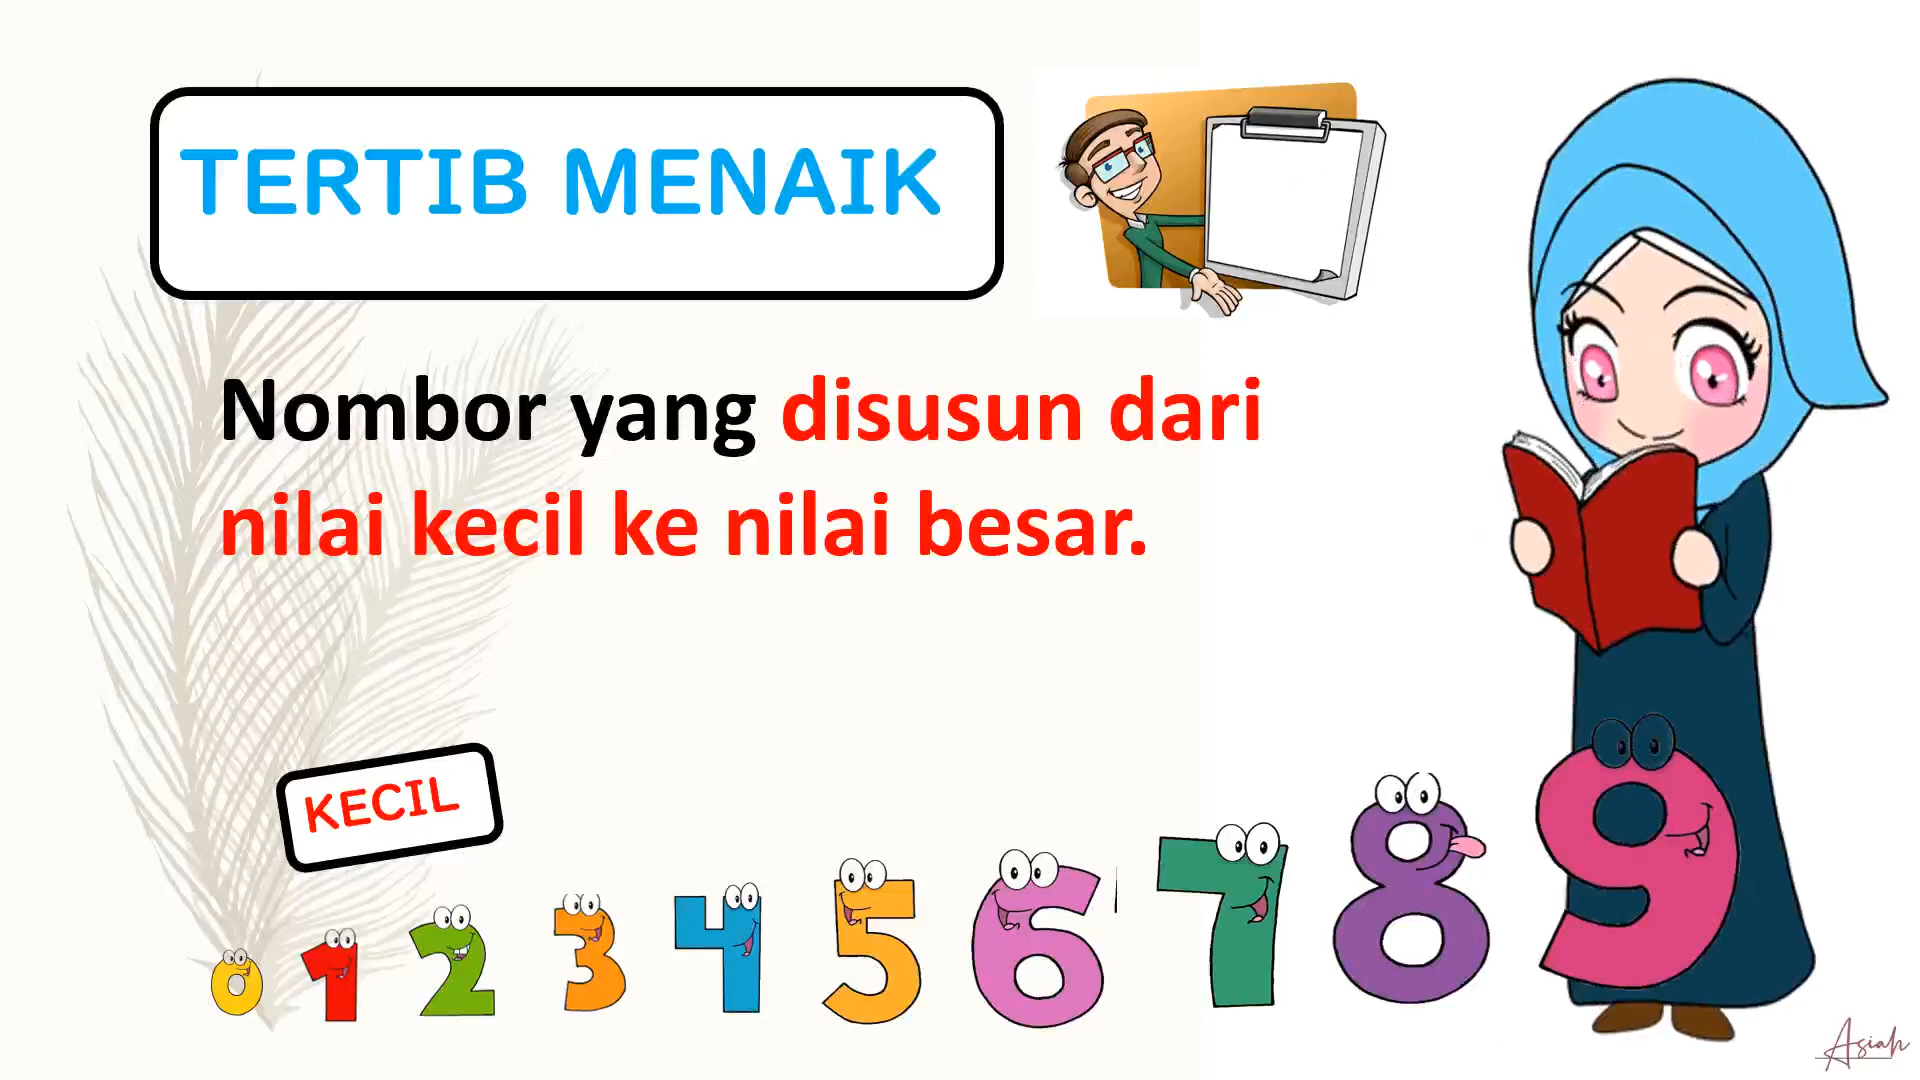 TERTIB MENAIK
Nombor yang disusun dari
nilai kecil ke nilai besar.
KECIL
0 1 2 3 4 5 6 7 8 9
Asiah